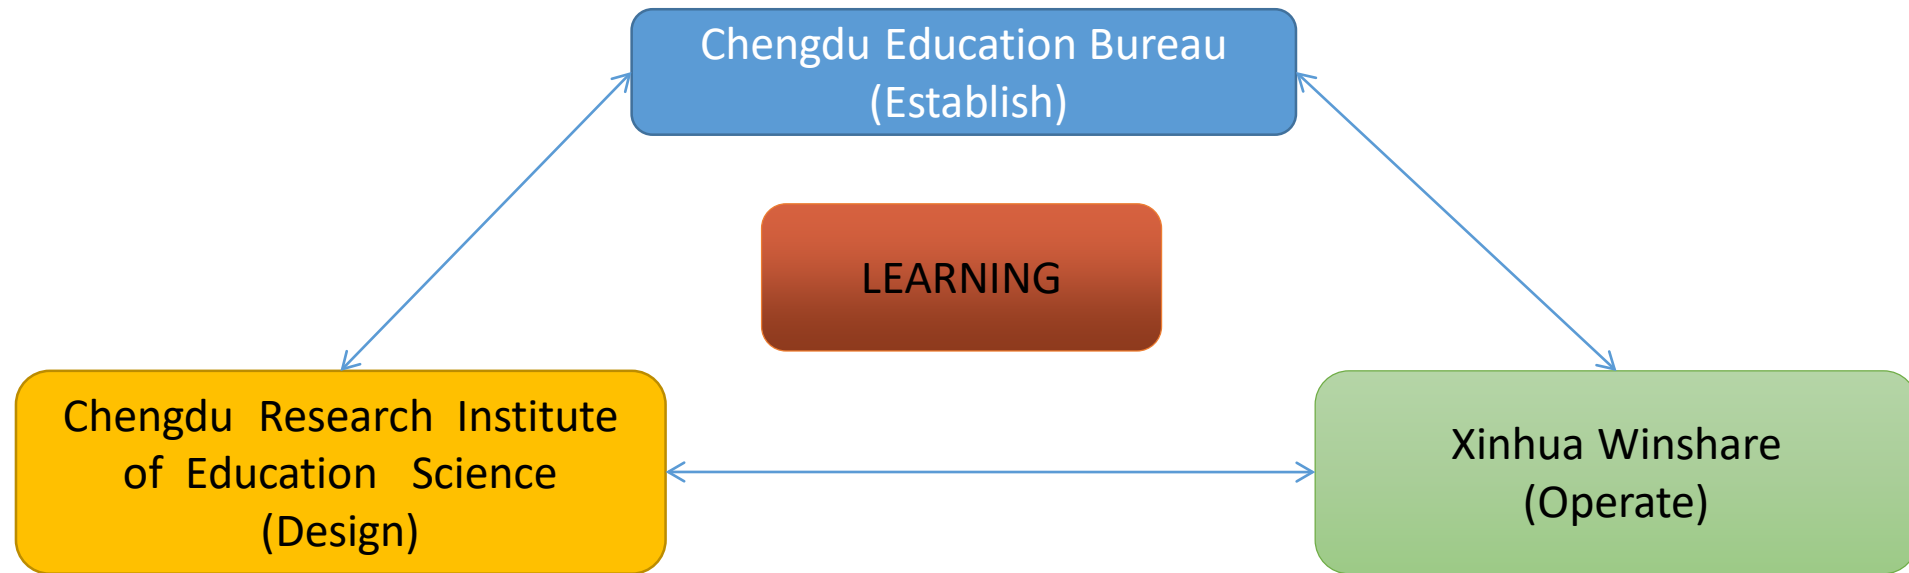 Chengdu Education Bureau
(Establish)
LEARNING
Chengdu Research Institute
of Education Science
(Design)
Xinhua Winshare
(Operate)